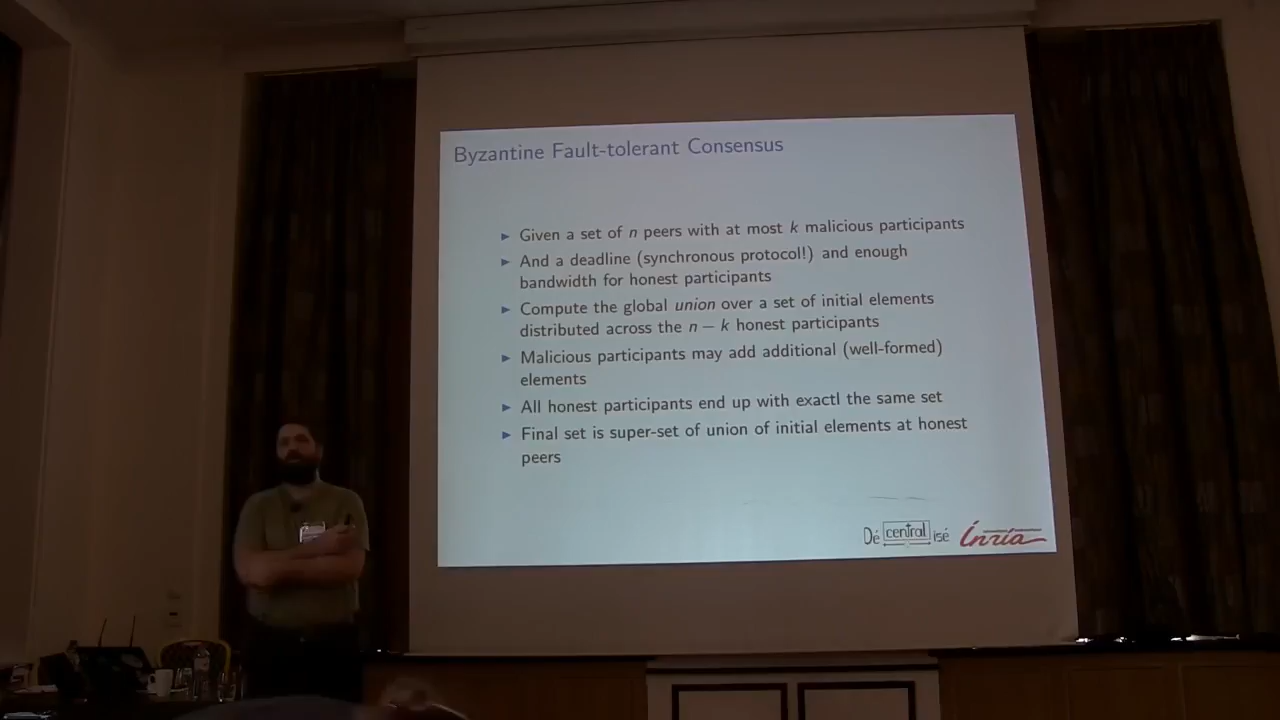 Byzantine Fault-tolerant Consensus
► Given a set of n peers with at most k malicious participants
► And a deadline (synchronous protocol!) and enough
bandwidth for honest participants
► Compute the global union over a set of initial elements
distributed across the n − k honest participants
► Malicious participants may add additional (well-formed)
elements
► All honest participants end up with exactl the same set
► Final set is super-set of union of initial elements at honest
peers
Décentralisé Inria